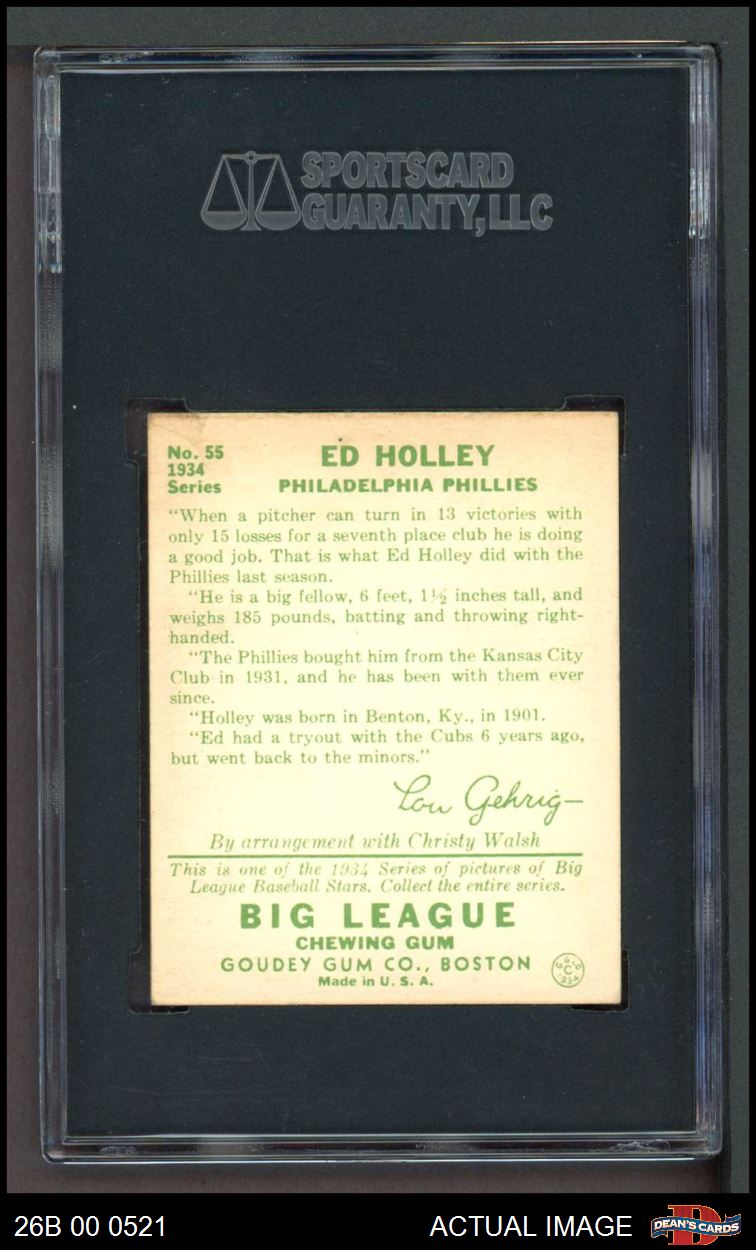 SPORTSCARD
GUARANTY, LLC
No. 55
1934
Series
ED HOLLEY
PHILADELPHIA PHILLIES
"When a pitcher can turn in 13 victories with
only 15 losses for a seventh place club he is doing
a good job. That is what Ed Holley did with the
Phillies last season.
"He is a big fellow, 6 feet, 1½ inches tall, and
weighs 185 pounds, batting and throwing right-
handed.
"The Phillies bought him from the Kansas City
Club in 1931, and he has been with them ever
since.
"Holley was born in Benton, Ky., in 1901.
"Ed had a tryout with the Cubs 6 years ago,
but went back to the minors."
Lou Gehrig—
By arrangement with Christy Walsh
This is one of the 1934 Series of pictures of Big
League Baseball Stars. Collect the entire series.
BIG LEAGUE
CHEWING GUM
GOUDEY GUM CO., BOSTON
Made in U. S. A.
G. G. Co
C
1934
26B 00 0521
ACTUAL IMAGE
D
DEAN'S CARDS